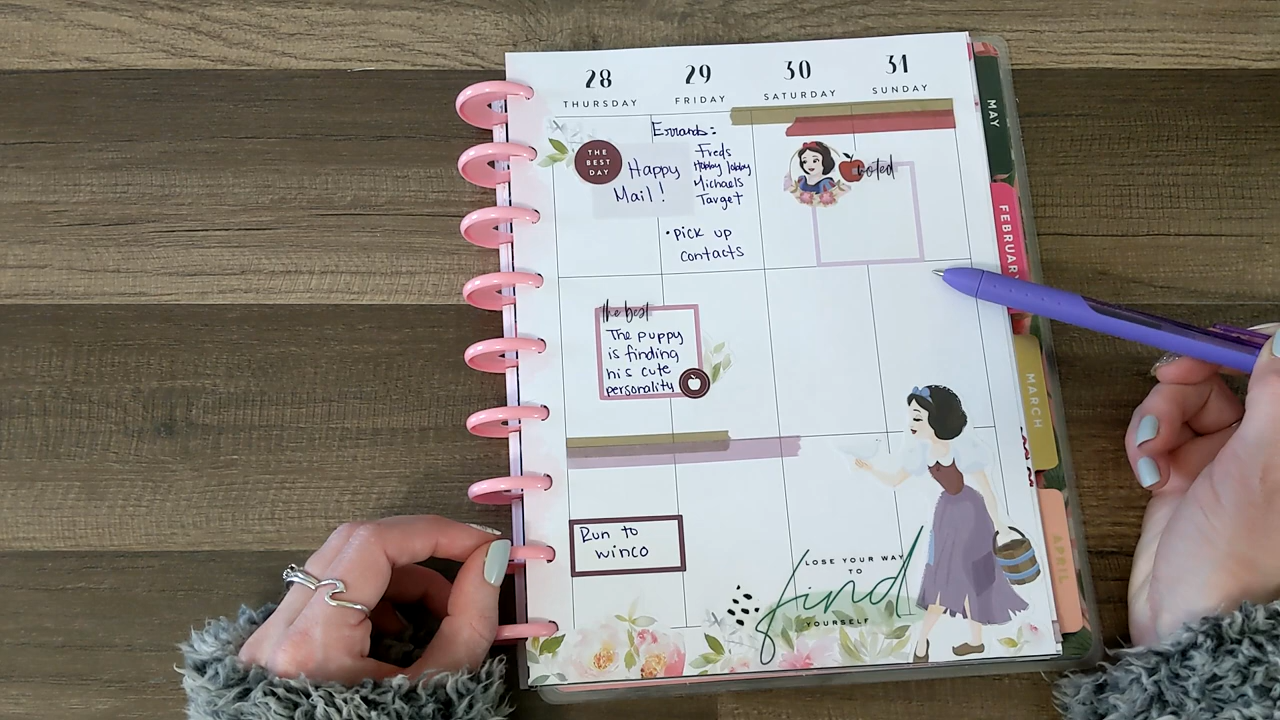 28
THURSDAY
29
FRIDAY
30
SATURDAY
31
SUNDAY
THE
BEST
DAY
Happy
Mail!
Errands:
Freds
Hobby lobby
Michaels
Target
• Pick up
contacts
noted
the best
The puppy
is finding
his cute
personality
Run to
winco
LOSE YOUR WAY
TO
find
YOURSELF
MAY
FEBRUARY
MARCH
APRIL